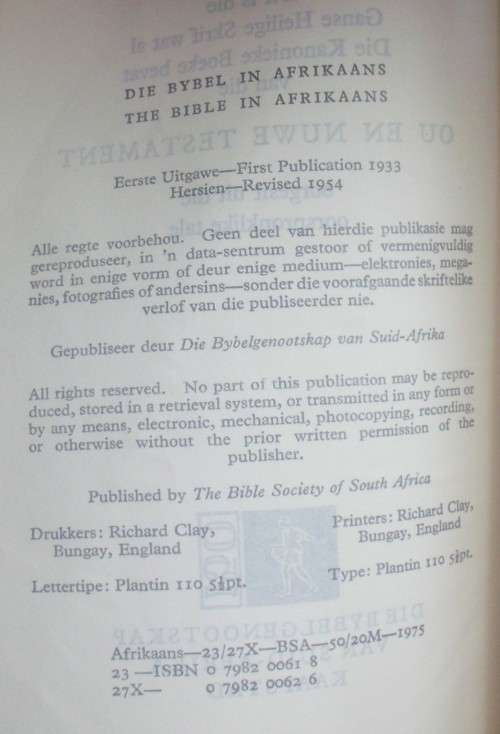 DIE BYBEL IN AFRIKAANS
THE BIBLE IN AFRIKAANS
OU EN NUWE TESTAMENT
Eerste Uitgawe—First Publication 1933
Hersien—Revised 1954
Alle regte voorbehou. Geen deel van hierdie publikasie mag
gereproduseer, in 'n data-sentrum gestoor of vermenigvuldig
word in enige vorm of deur enige medium—elektronies, mega-
nies, fotografies of andersins—sonder die voorafgaande skriftelike
verlof van die publiseerder nie.
Gepubliseer deur Die Bybelgenootskap van Suid-Afrika
All rights reserved. No part of this publication may be repro-
duced, stored in a retrieval system, or transmitted in any form or
by any means, electronic, mechanical, photocopying, recording,
or otherwise without the prior written permission of the
publisher.
Published by The Bible Society of South Africa
Drukkers: Richard Clay,
Bungay, England
Printers: Richard Clay,
Bungay, England
Lettertipe: Plantin 110 5½pt.
Type: Plantin 110 5½pt.
Afrikaans—23/27X—BSA—50/20M—1975
23 —ISBN 0 7982 0061 8
27X— 0 7982 0062 6